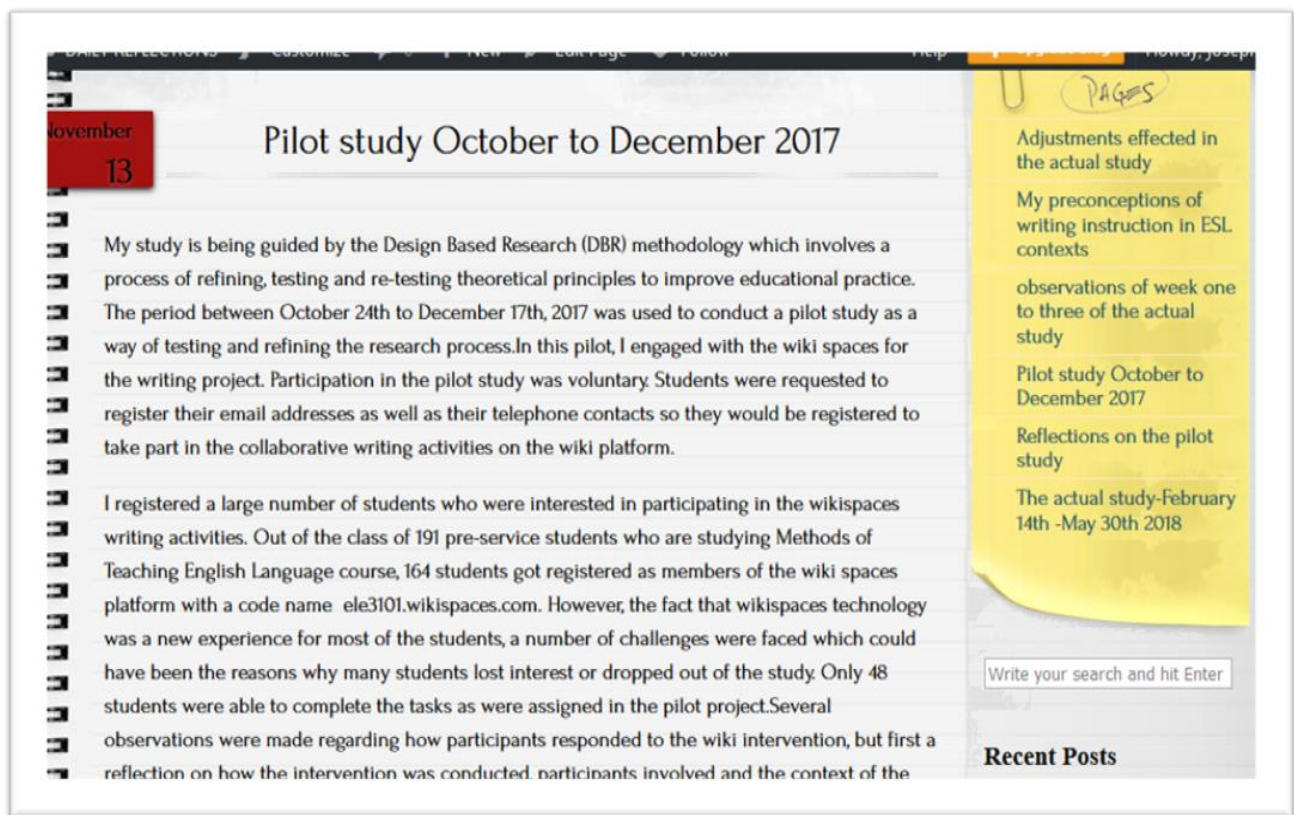 DAILY REFLECTIONS Customize New Edit Page Follow Help Howdy, Joseph
November
13
Pilot study October to December 2017
My study is being guided by the Design Based Research (DBR) methodology which involves a
process of refining, testing and re-testing theoretical principles to improve educational practice.
The period between October 24th to December 17th, 2017 was used to conduct a pilot study as a
way of testing and refining the research process.In this pilot, I engaged with the wiki spaces for
the writing project. Participation in the pilot study was voluntary. Students were requested to
register their email addresses as well as their telephone contacts so they would be registered to
take part in the collaborative writing activities on the wiki platform.
I registered a large number of students who were interested in participating in the wikispaces
writing activities. Out of the class of 191 pre-service students who are studying Methods of
Teaching English Language course, 164 students got registered as members of the wiki spaces
platform with a code name ele3101.wikispaces.com. However, the fact that wikispaces technology
was a new experience for most of the students, a number of challenges were faced which could
have been the reasons why many students lost interest or dropped out of the study. Only 48
students were able to complete the tasks as were assigned in the pilot project.Several
observations were made regarding how participants responded to the wiki intervention, but first a
reflection on how the intervention was conducted, participants involved and the context of the
PAGES
Adjustments effected in
the actual study
My preconceptions of
writing instruction in ESL
contexts
observations of week one
to three of the actual
study
Pilot study October to
December 2017
Reflections on the pilot
study
The actual study-February
14th -May 30th 2018
Write your search and hit Enter
Recent Posts